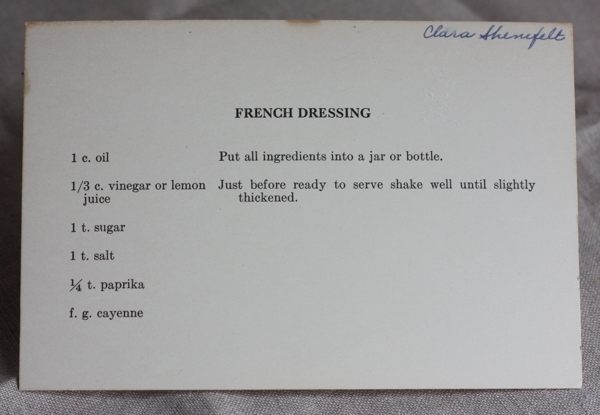 Clara Shenefelt
FRENCH DRESSING
1 c. oil
Put all ingredients into a jar or bottle.
1/3 c. vinegar or lemon
juice
Just before ready to serve shake well until slightly
thickened.
1 t. sugar
1 t. salt
¼ t. paprika
f. g. cayenne